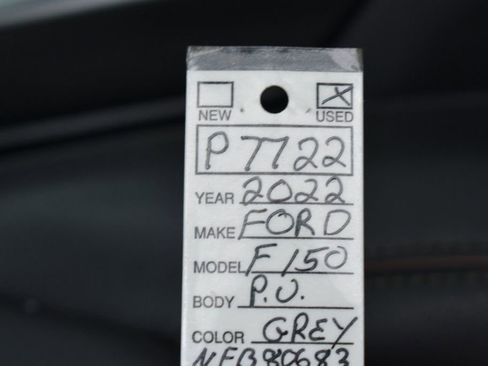 NEW USED
P7722
YEAR 2022
MAKE FORD
MODEL F150
BODY P.U.
COLOR GREY
NFB80683